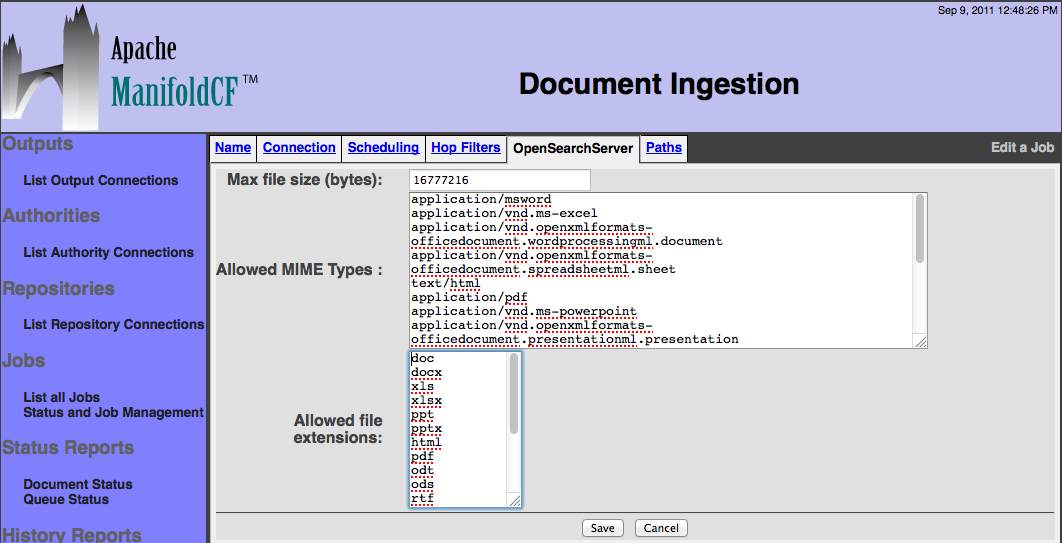 Sep 9, 2011 12:48:26 PM
Apache
ManifoldCF™
Document Ingestion
Outputs
List Output Connections
Authorities
List Authority Connections
Repositories
List Repository Connections
Jobs
List all Jobs
Status and Job Management
Status Reports
Document Status
Queue Status
History Reports
Name Connection Scheduling Hop Filters OpenSearchServer Paths Edit a Job
Max file size (bytes): 16777216
Allowed MIME Types :
application/msword
application/vnd.ms-excel
application/vnd.openxmlformats-
officedocument.wordprocessingml.document
application/vnd.openxmlformats-
officedocument.spreadsheetml.sheet
text/html
application/pdf
application/vnd.ms-powerpoint
application/vnd.openxmlformats-
officedocument.presentationml.presentation
Allowed file
extensions:
doc
docx
xls
xlsx
ppt
pptx
html
pdf
odt
ods
rtf
Save Cancel